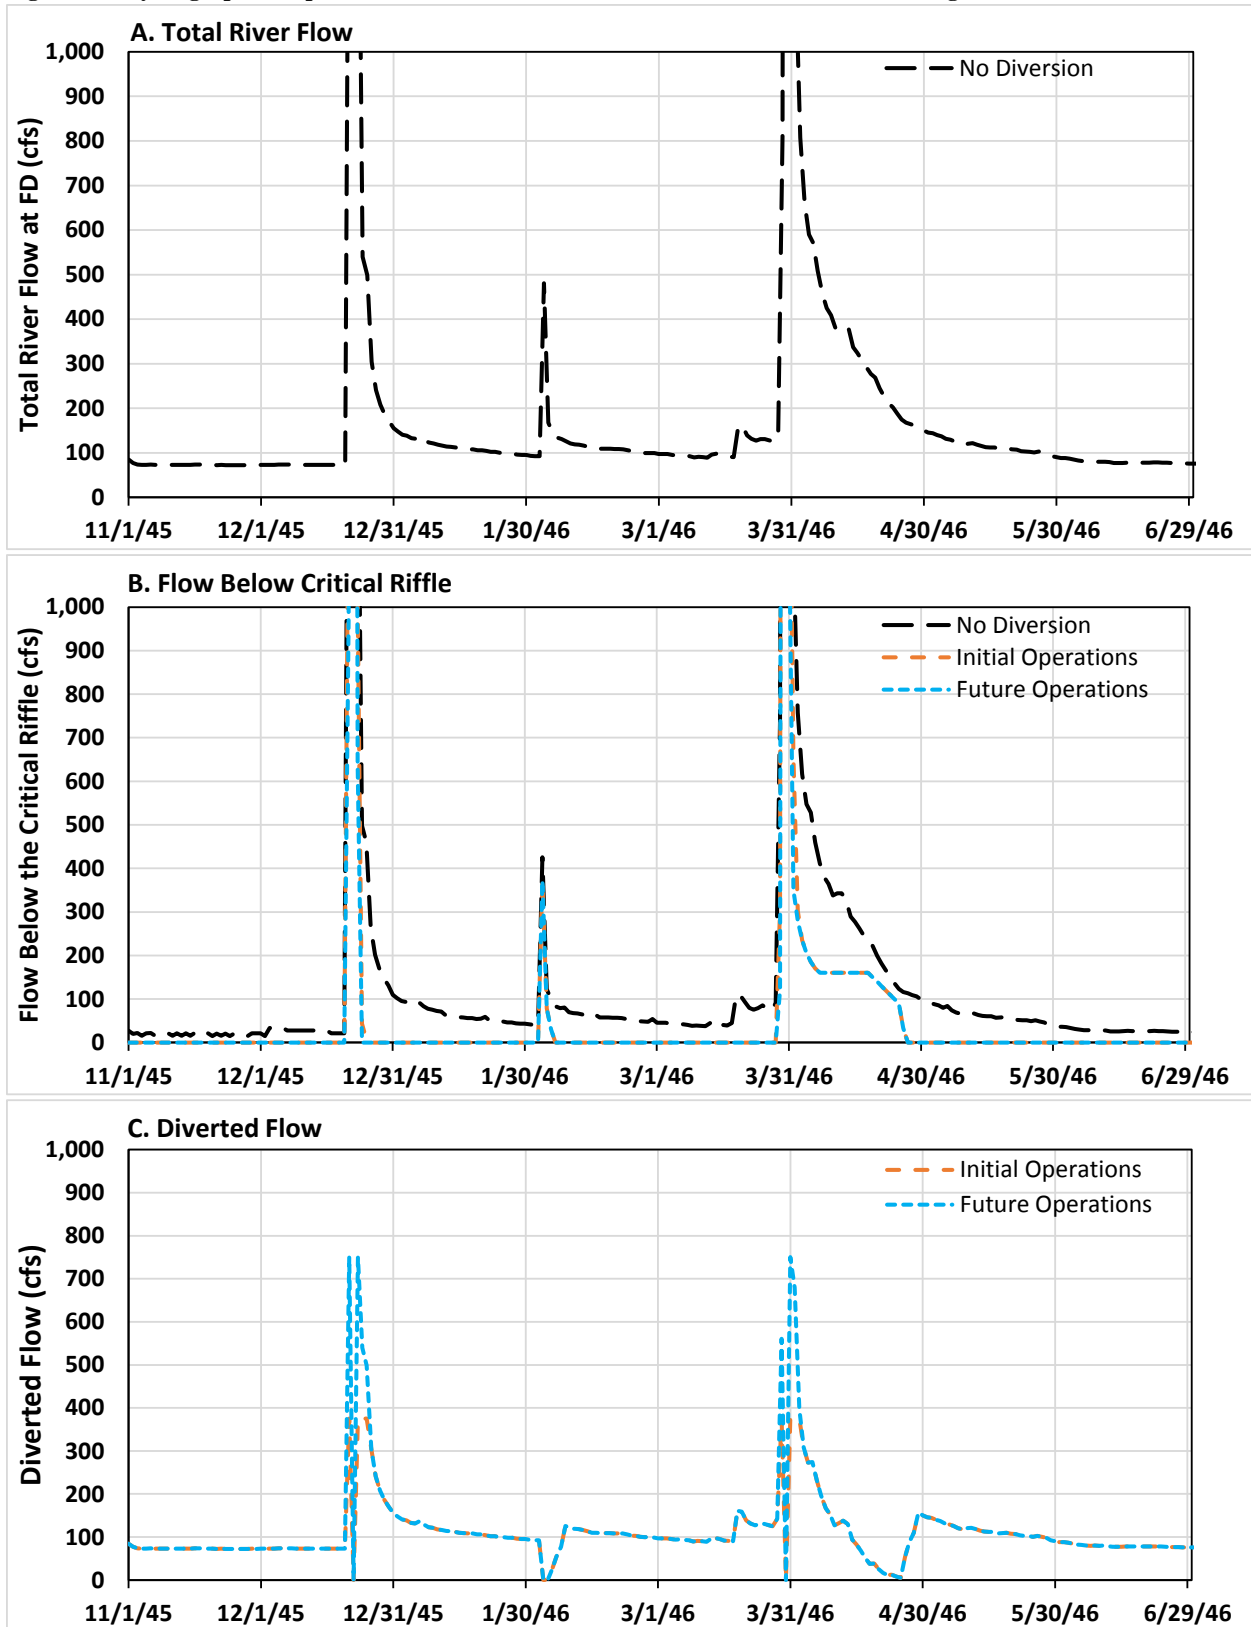 A. Total River Flow
No Diversion
Total River Flow at FD (cfs)
1,000
900
800
700
600
500
400
300
200
100
0
11/1/45 12/1/45 12/31/45 1/30/46 3/1/46 3/31/46 4/30/46 5/30/46 6/29/46
B. Flow Below Critical Riffle
No Diversion
Initial Operations
Future Operations
Flow Below the Critical Riffle (cfs)
1,000
900
800
700
600
500
400
300
200
100
0
11/1/45 12/1/45 12/31/45 1/30/46 3/1/46 3/31/46 4/30/46 5/30/46 6/29/46
C. Diverted Flow
Initial Operations
Future Operations
Diverted Flow (cfs)
1,000
900
800
700
600
500
400
300
200
100
0
11/1/45 12/1/45 12/31/45 1/30/46 3/1/46 3/31/46 4/30/46 5/30/46 6/29/46